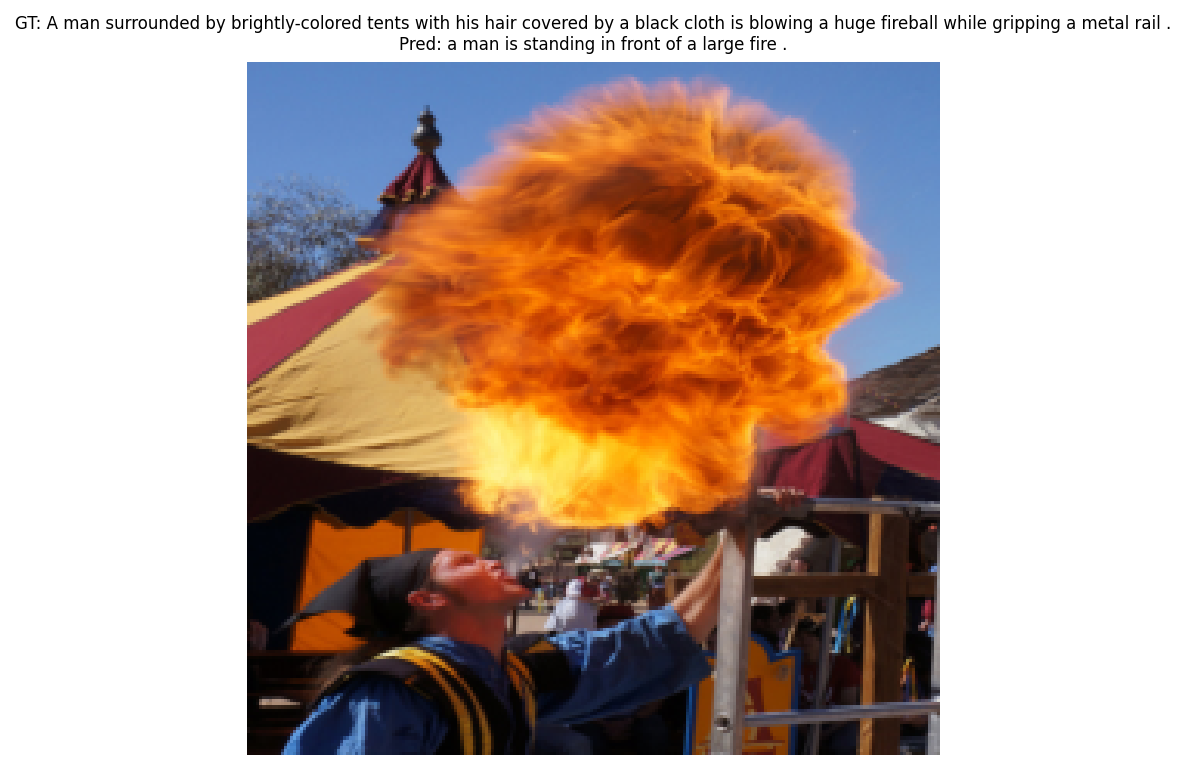 GT: A man surrounded by brightly-colored tents with his hair covered by a black cloth is blowing a huge fireball while gripping a metal rail .
Pred: a man is standing in front of a large fire .